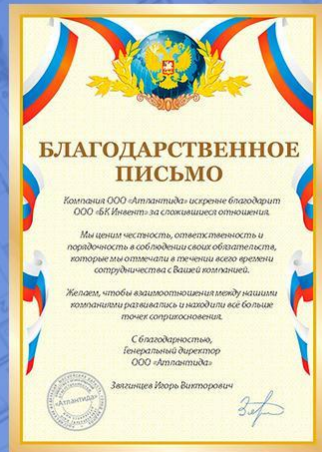 БЛАГОДАРСТВЕННОЕ
ПИСЬМО
Компания ООО «Атлантида» искренне благодарит
ООО «БК Инвент» за сложившиеся отношения.
Мы ценим честность, ответственность и
порядочность в соблюдении своих обязательств,
которые мы отмечали в течении всего времени
сотрудничества с Вашей компанией.
Желаем, чтобы взаимоотношения между нашими
компаниями развивались и находили всё больше
точек соприкосновения.
С благодарностью,
Генеральный директор
ООО «Атлантида»
Звягинцев Игорь Викторович
«Атлантида»